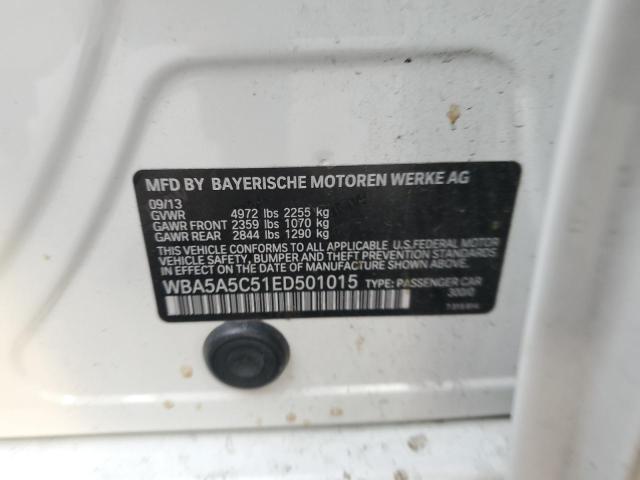 MFD BY BAYERISCHE MOTOREN WERKE AG
09/13
GVWR 4972 lbs 2255 kg
GAWR FRONT 2359 lbs 1070 kg
GAWR REAR 2844 lbs 1290 kg
THIS VEHICLE CONFORMS TO ALL APPLICABLE U.S. FEDERAL MOTOR
VEHICLE SAFETY, BUMPER AND THEFT PREVENTION STANDARDS
IN EFFECT ON THE DATE OF MANUFACTURE SHOWN ABOVE.
WBA5A5C51ED501015 TYPE: PASSENGER CAR
300/0